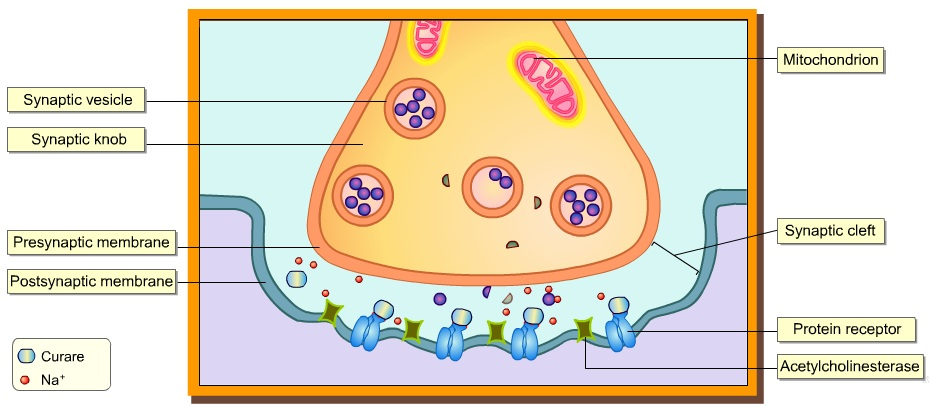 Mitochondrion
Synaptic vesicle
Synaptic knob
Presynaptic membrane
Synaptic cleft
Postsynaptic membrane
Protein receptor
Curare
Na⁺
Acetylcholinesterase